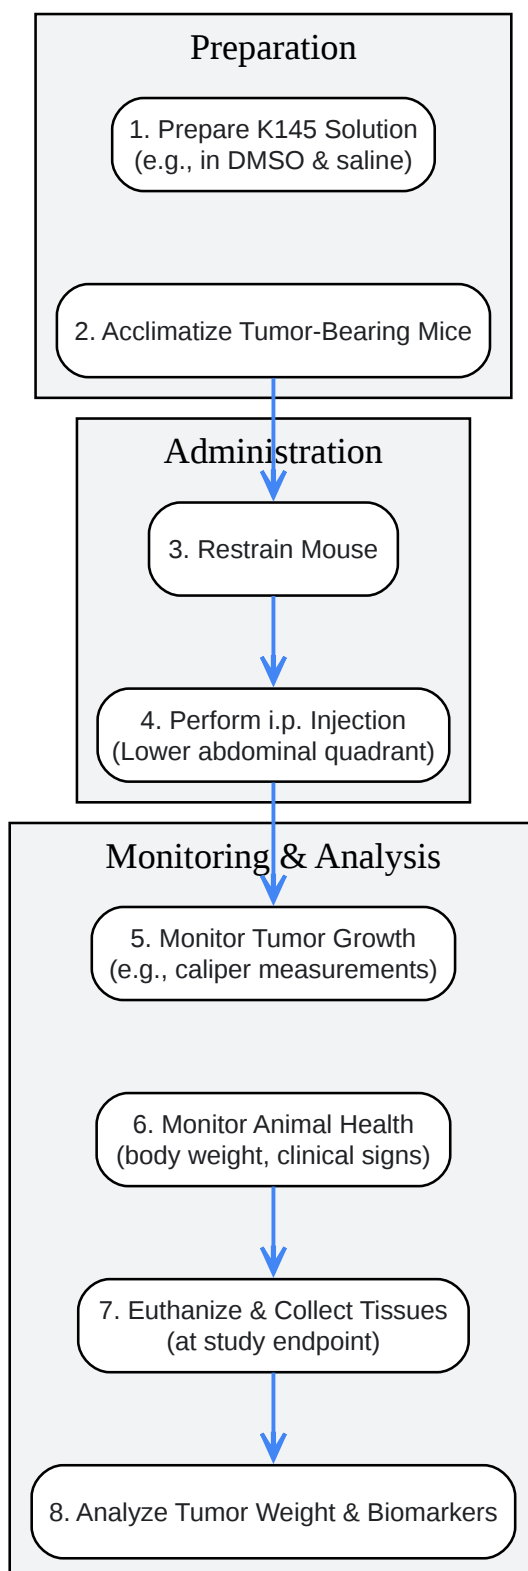 Preparation
1. Prepare K145 Solution
(e.g., in DMSO & saline)
2. Acclimatize Tumor-Bearing Mice
Administration
3. Restrain Mouse
4. Perform i.p. Injection
(Lower abdominal quadrant)
Monitoring & Analysis
5. Monitor Tumor Growth
(e.g., caliper measurements)
6. Monitor Animal Health
(body weight, clinical signs)
7. Euthanize & Collect Tissues
(at study endpoint)
8. Analyze Tumor Weight & Biomarkers